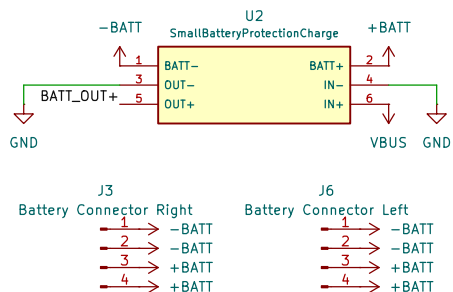 U2
SmallBatteryProtectionCharge
-BATT
+BATT
1 BATT- BATT+ 2
3 OUT- IN- 4
BATT_OUT+ 5 OUT+ IN+ 6
GND
VBUS GND
J3
Battery Connector Right
1 -BATT
2 -BATT
3 +BATT
4 +BATT
J6
Battery Connector Left
1 -BATT
2 -BATT
3 +BATT
4 +BATT